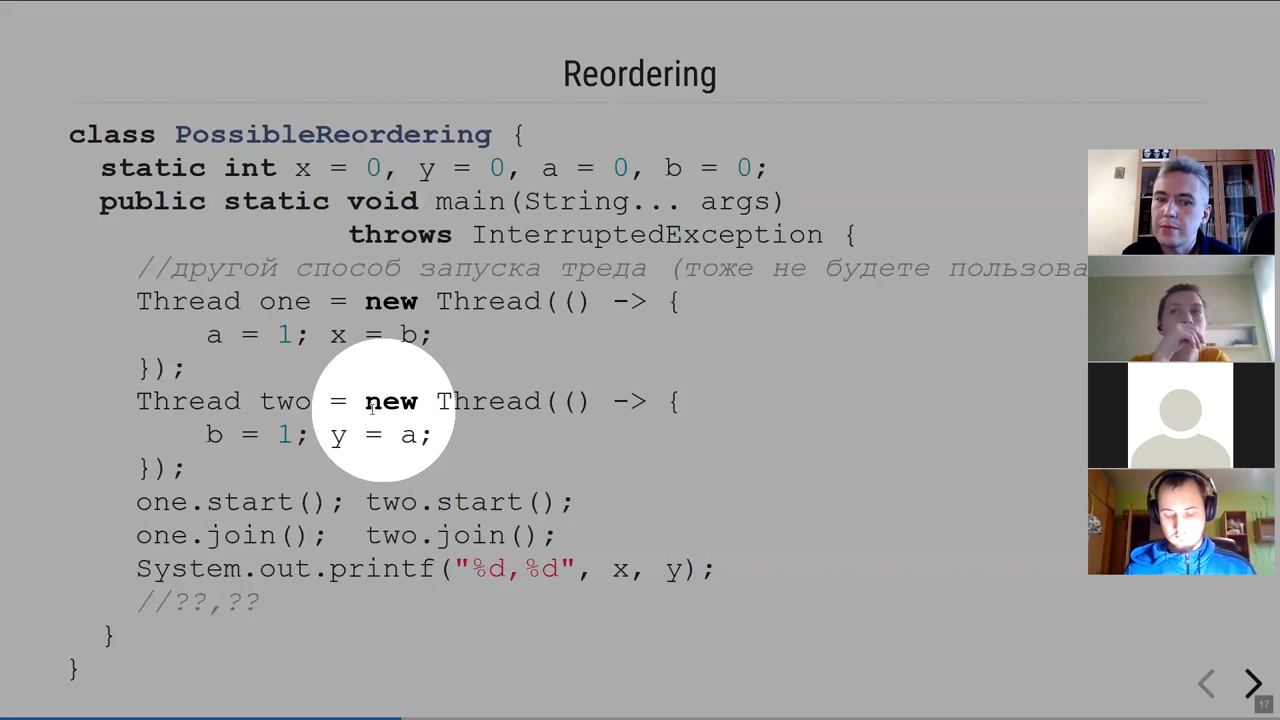 Reordering
class PossibleReordering {
static int x = 0, y = 0, a = 0, b = 0;
public static void main(String... args)
throws InterruptedException {
//другой способ запуска треда (тоже не будете
Thread one = new Thread(() -> {
a = 1; x = b;
});
Thread two = new Thread(() -> {
b = 1; y = a;
});
one.start(); two.start();
one.join(); two.join();
System.out.printf("%d,%d", x, y);
//??,??
}
}
17